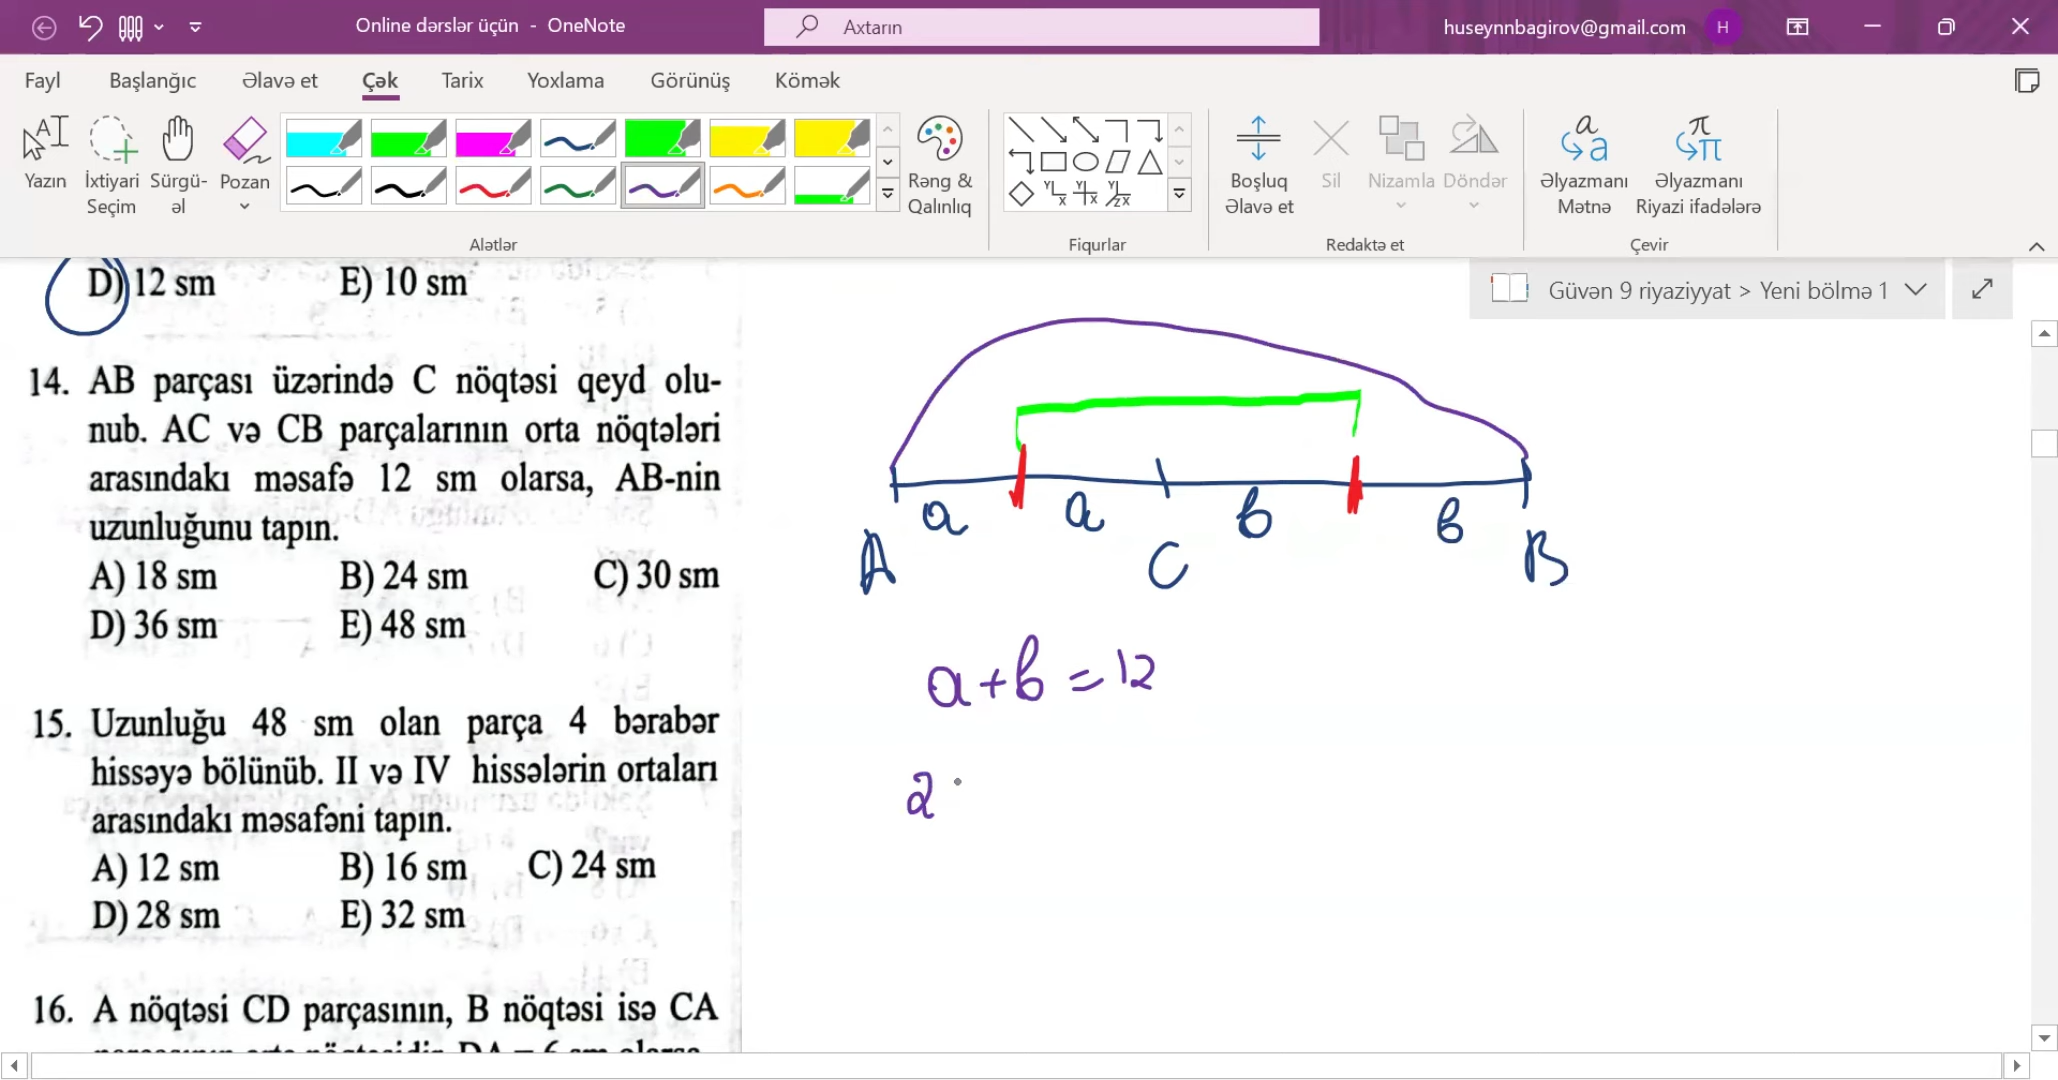 Online dərslər üçün - OneNote
Axtarın
huseynnbagirov@gmail.com
H
Fayl Başlanğıc Əlavə et Çək Tarix Yoxlama Görünüş Kömək
Yazın
İxtiyari Seçim
Sürgü-əl
Pozan
Rəng & Qalınlıq
Boşluq Əlavə et
Sil
Nizamla
Döndər
Əlyazmanı Mətnə
Əlyazmanı Riyazi ifadələrə
Alətlər
Fiqurlar
Redaktə et
Çevir
Güvən 9 riyaziyyat > Yeni bölmə 1
D) 12 sm E) 10 sm
14. AB parçası üzərində C nöqtəsi qeyd olu-
nub. AC və CB parçalarının orta nöqtələri
arasındakı məsafə 12 sm olarsa, AB-nin
uzunluğunu tapın.
A) 18 sm B) 24 sm C) 30 sm
D) 36 sm E) 48 sm
15. Uzunluğu 48 sm olan parça 4 bərabər
hissəyə bölünüb. II və IV hissələrin ortaları
arasındakı məsafəni tapın.
A) 12 sm B) 16 sm C) 24 sm
D) 28 sm E) 32 sm
16. A nöqtəsi CD parçasının, B nöqtəsi isə CA
a a b b
A C B
a+b=12
2